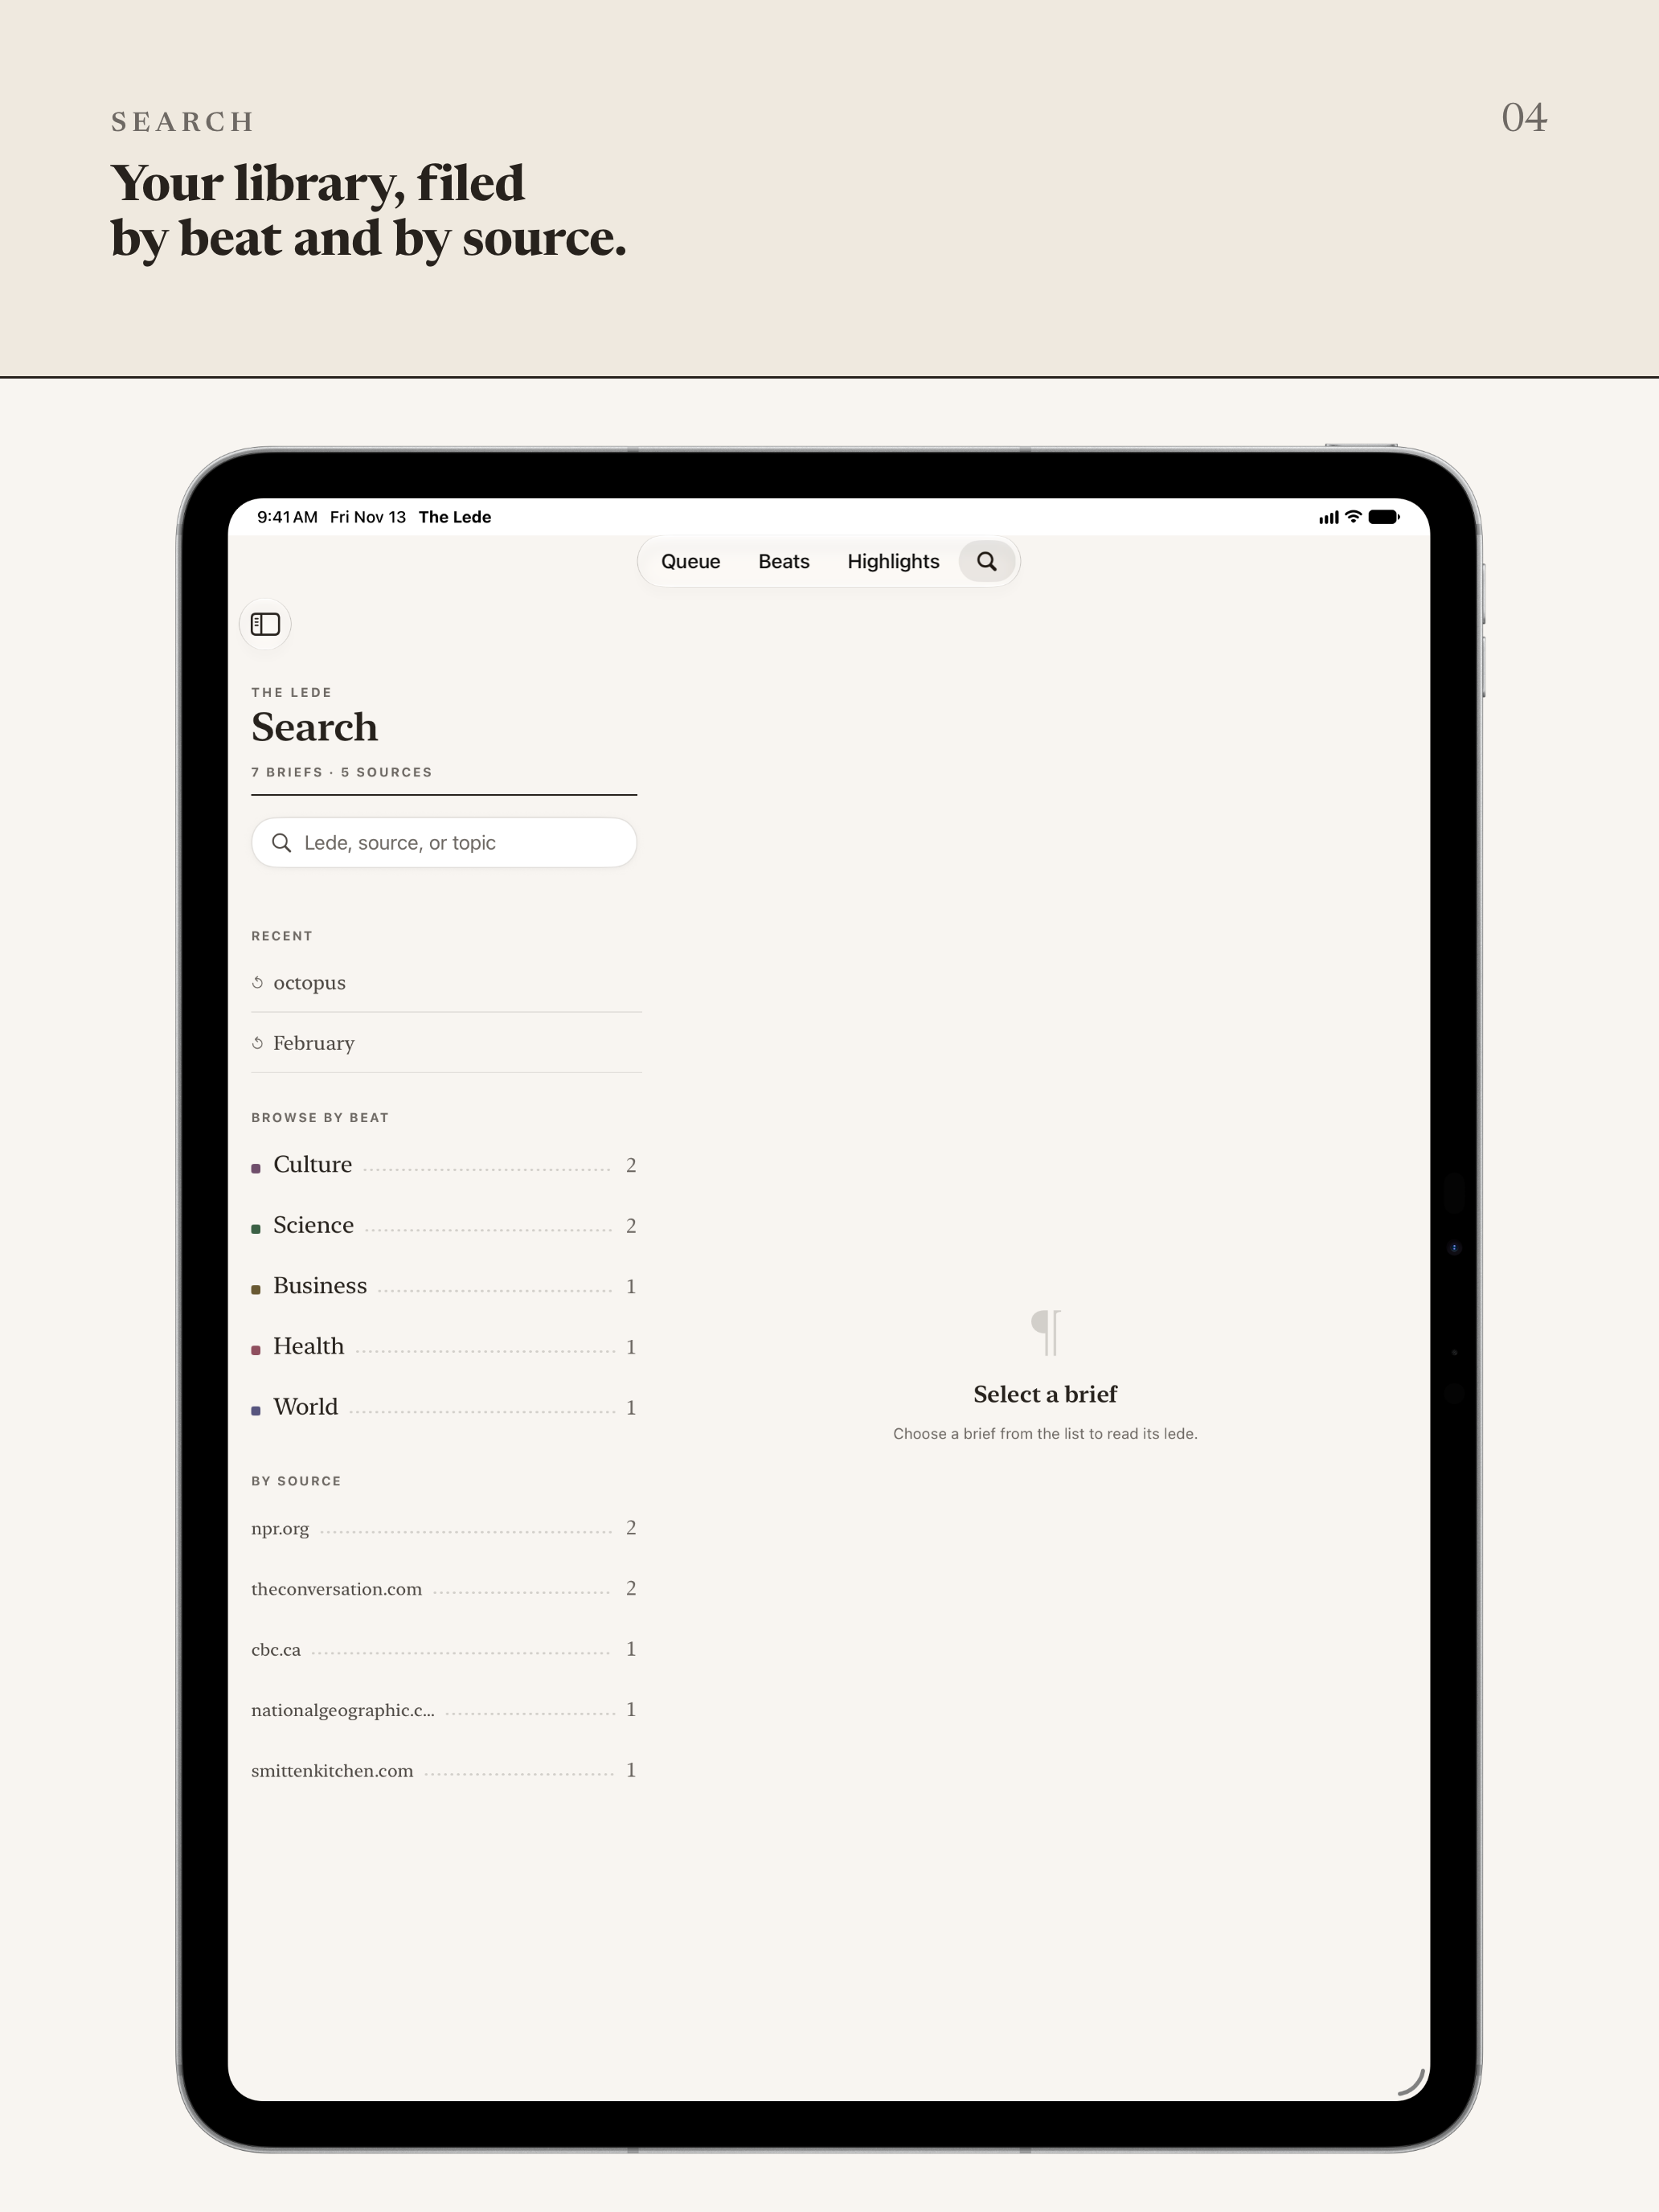 SEARCH
04
Your library, filed
by beat and by source.
9:41 AM Fri Nov 13 The Lede
Queue Beats Highlights
THE LEDE
Search
7 BRIEFS · 5 SOURCES
Lede, source, or topic
RECENT
octopus
February
BROWSE BY BEAT
Culture 2
Science 2
Business 1
Health 1
World 1
BY SOURCE
npr.org 2
theconversation.com 2
cbc.ca 1
nationalgeographic.c... 1
smittenkitchen.com 1
¶
Select a brief
Choose a brief from the list to read its lede.